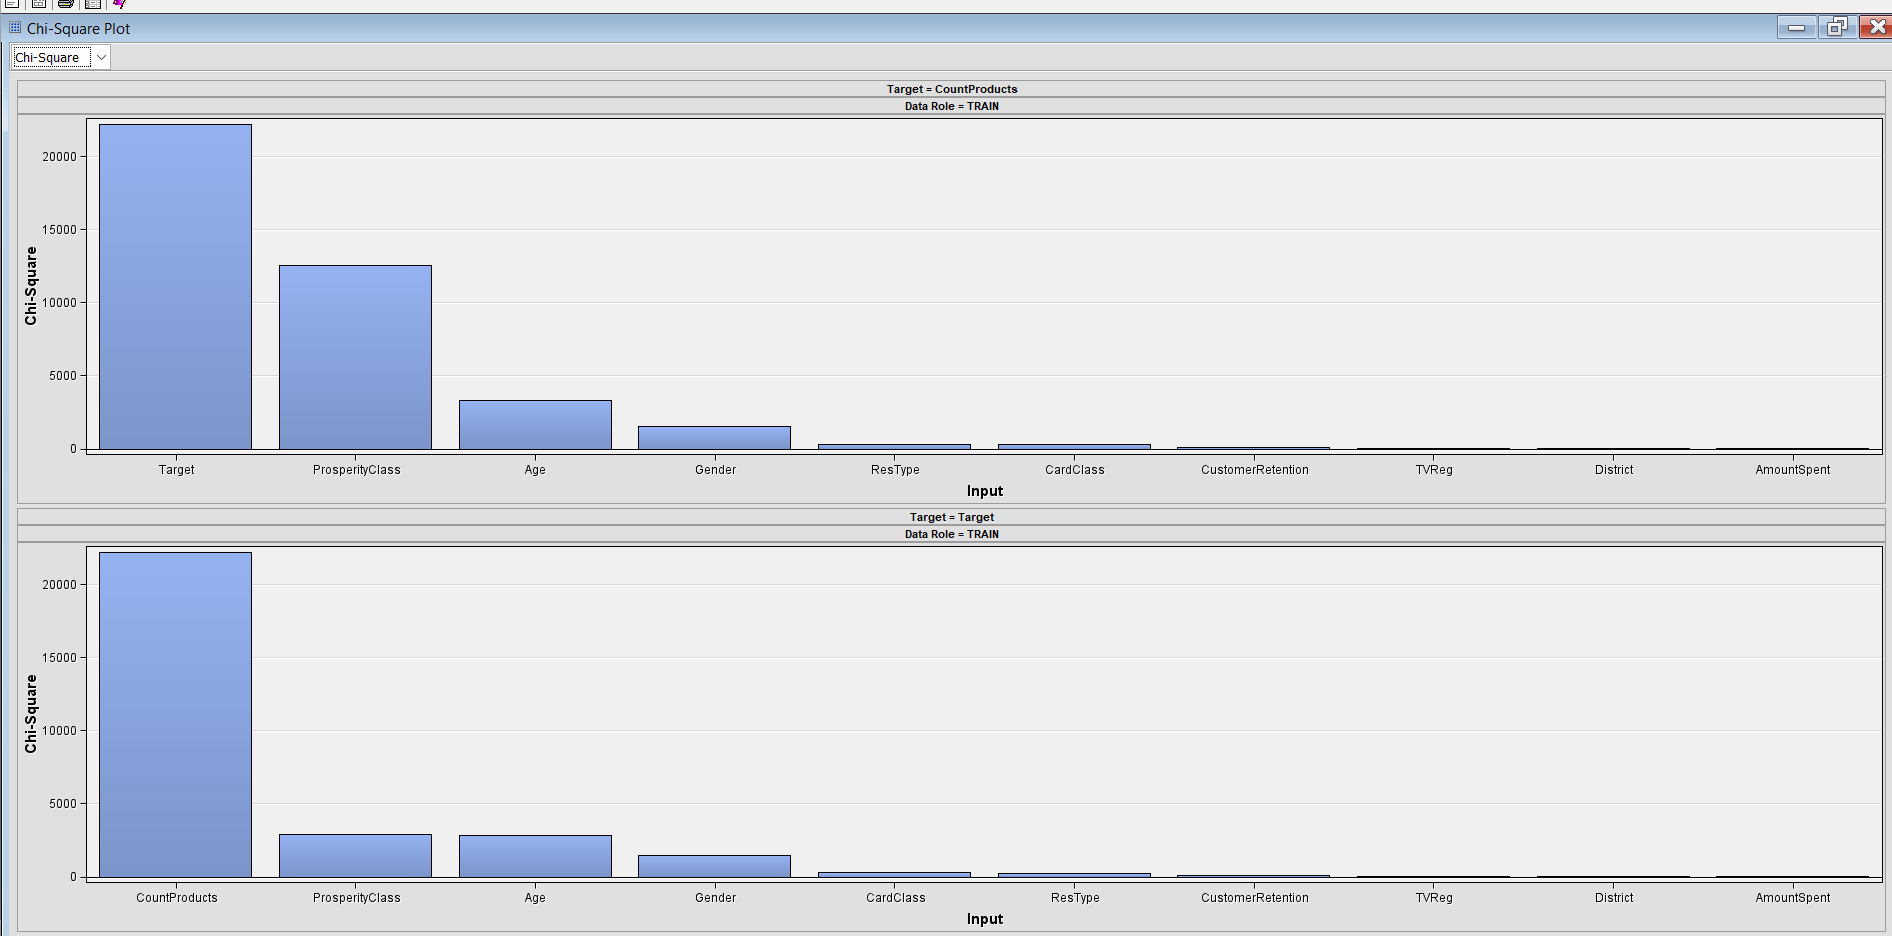 Chi-Square Plot
Chi-Square
Target = CountProducts
Data Role = TRAIN
Chi-Square
20000
15000
10000
5000
0
Target ProsperityClass Age Gender ResType CardClass CustomerRetention TVReg District AmountSpent
Input
Target = Target
Data Role = TRAIN
Chi-Square
20000
15000
10000
5000
0
CountProducts ProsperityClass Age Gender CardClass ResType CustomerRetention TVReg District AmountSpent
Input